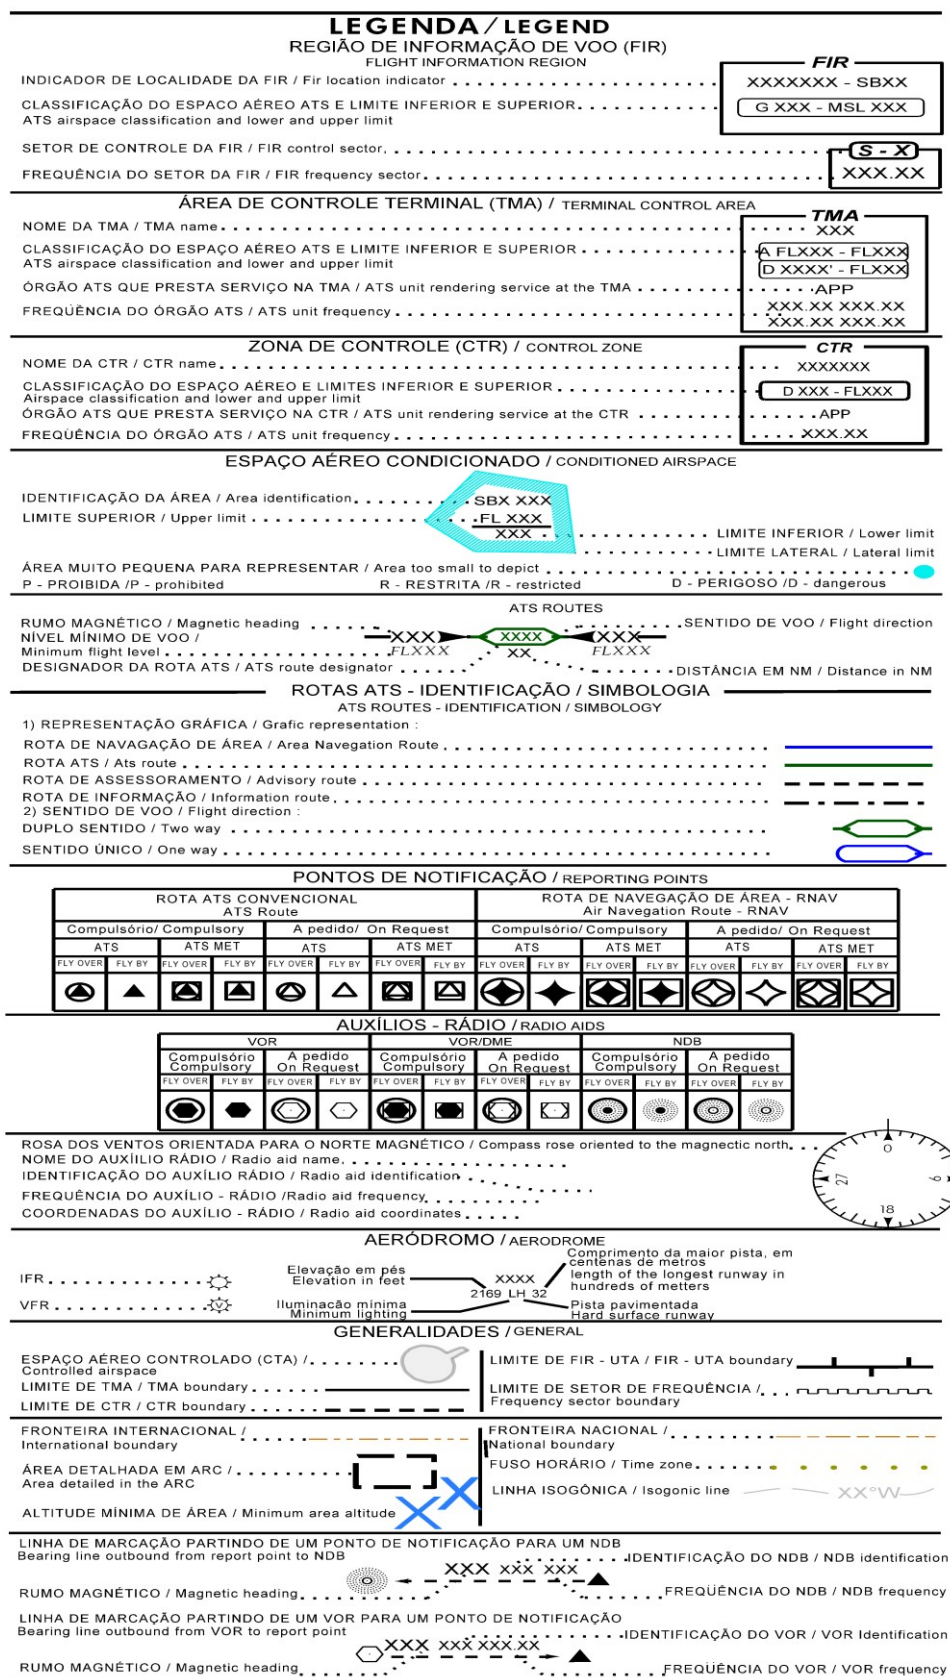 LEGENDA / LEGEND
REGIÃO DE INFORMAÇÃO DE VOO (FIR)
FLIGHT INFORMATION REGION
FIR
INDICADOR DE LOCALIDADE DA FIR / Fir location indicator
XXXXXXX - SBXX
CLASSIFICAÇÃO DO ESPACO AÉREO ATS E LIMITE INFERIOR E SUPERIOR
G XXX - MSL XXX
ATS airspace classification and lower and upper limit
SETOR DE CONTROLE DA FIR / FIR control sector
S - X
FREQUÊNCIA DO SETOR DA FIR / FIR frequency sector
XXX.XX
ÁREA DE CONTROLE TERMINAL (TMA) / TERMINAL CONTROL AREA
TMA
NOME DA TMA / TMA name
XXX
CLASSIFICAÇÃO DO ESPAÇO AÉREO ATS E LIMITE INFERIOR E SUPERIOR
A FLXXX - FLXXX
ATS airspace classification and lower and upper limit
D XXXX' - FLXXX
ÓRGÃO ATS QUE PRESTA SERVIÇO NA TMA / ATS unit rendering service at the TMA
APP
FREQÜÊNCIA DO ÓRGÃO ATS / ATS unit frequency
XXX.XX XXX.XX
XXX.XX XXX.XX
ZONA DE CONTROLE (CTR) / CONTROL ZONE
CTR
NOME DA CTR / CTR name
XXXXXXX
CLASSIFICAÇÃO DO ESPAÇO AÉREO E LIMITES INFERIOR E SUPERIOR
D XXX - FLXXX
Airspace classification and lower and upper limit
ÓRGÃO ATS QUE PRESTA SERVIÇO NA CTR / ATS unit rendering service at the CTR
APP
FREQÜÊNCIA DO ÓRGÃO ATS / ATS unit frequency
XXX.XX
ESPAÇO AÉREO CONDICIONADO / CONDITIONED AIRSPACE
IDENTIFICAÇÃO DA ÁREA / Area identification
SBX XXX
LIMITE SUPERIOR / Upper limit
FL XXX
XXX
LIMITE INFERIOR / Lower limit
LIMITE LATERAL / Lateral limit
ÁREA MUITO PEQUENA PARA REPRESENTAR / Area too small to depict
P - PROIBIDA /P - prohibited R - RESTRITA /R - restricted D - PERIGOSO /D - dangerous
ATS ROUTES
RUMO MAGNÉTICO / Magnetic heading
SENTIDO DE VOO / Flight direction
NÍVEL MÍNIMO DE VOO /
XXX XXXX XXX
Minimum flight level
FLXXX XX FLXXX
DESIGNADOR DA ROTA ATS / ATS route designator
DISTÂNCIA EM NM / Distance in NM
ROTAS ATS - IDENTIFICAÇÃO / SIMBOLOGIA
ATS ROUTES - IDENTIFICATION / SIMBOLOGY
1) REPRESENTAÇÃO GRÁFICA / Grafic representation :
ROTA DE NAVAGAÇÃO DE ÁREA / Area Navegation Route
ROTA ATS / Ats route
ROTA DE ASSESSORAMENTO / Advisory route
ROTA DE INFORMAÇÃO / Information route
2) SENTIDO DE VOO / Flight direction :
DUPLO SENTIDO / Two way
SENTIDO ÚNICO / One way
PONTOS DE NOTIFICAÇÃO / REPORTING POINTS
ROTA ATS CONVENCIONAL
ATS Route
ROTA DE NAVEGAÇÃO DE ÁREA - RNAV
Air Navegation Route - RNAV
Compulsório/ Compulsory A pedido/ On Request Compulsório/ Compulsory A pedido/ On Request
ATS ATS MET ATS ATS MET ATS ATS MET ATS ATS MET
FLY OVER FLY BY FLY OVER FLY BY FLY OVER FLY BY FLY OVER FLY BY FLY OVER FLY BY FLY OVER FLY BY FLY OVER FLY BY FLY OVER FLY BY
AUXÍLIOS - RÁDIO / RADIO AIDS
VOR VOR/DME NDB
Compulsório A pedido Compulsório A pedido Compulsório A pedido
Compulsory On Request Compulsory On Request Compulsory On Request
FLY OVER FLY BY FLY OVER FLY BY FLY OVER FLY BY FLY OVER FLY BY FLY OVER FLY BY FLY OVER FLY BY
ROSA DOS VENTOS ORIENTADA PARA O NORTE MAGNÉTICO / Compass rose oriented to the magnectic north
NOME DO AUXÍILIO RÁDIO / Radio aid name
IDENTIFICAÇÃO DO AUXÍLIO RÁDIO / Radio aid identification
FREQUÊNCIA DO AUXÍLIO - RÁDIO /Radio aid frequency
COORDENADAS DO AUXÍLIO - RÁDIO / Radio aid coordinates
0
27
9
18
AERÓDROMO / AERODROME
IFR
VFR
V
Elevação em pés
Elevation in feet
XXXX
2169 LH 32
Comprimento da maior pista, em
centenas de metros
length of the longest runway in
hundreds of metters
Iluminacão mínima
Minimum lighting
Pista pavimentada
Hard surface runway
GENERALIDADES / GENERAL
ESPAÇO AÉREO CONTROLADO (CTA) /
Controlled airspace
LIMITE DE FIR - UTA / FIR - UTA boundary
LIMITE DE TMA / TMA boundary
LIMITE DE SETOR DE FREQUÊNCIA /
Frequency sector boundary
LIMITE DE CTR / CTR boundary
FRONTEIRA INTERNACIONAL /
International boundary
FRONTEIRA NACIONAL /
National boundary
ÁREA DETALHADA EM ARC /
Area detailed in the ARC
FUSO HORÁRIO / Time zone
LINHA ISOGÔNICA / Isogonic line
XX°W
ALTITUDE MÍNIMA DE ÁREA / Minimum area altitude
XX
LINHA DE MARCAÇÃO PARTINDO DE UM PONTO DE NOTIFICAÇÃO PARA UM NDB
Bearing line outbound from report point to NDB
IDENTIFICAÇÃO DO NDB / NDB identification
XXX XXX XXX
RUMO MAGNÉTICO / Magnetic heading
FREQÜÊNCIA DO NDB / NDB frequency
LINHA DE MARCAÇÃO PARTINDO DE UM VOR PARA UM PONTO DE NOTIFICAÇÃO
Bearing line outbound from VOR to report point
IDENTIFICAÇÃO DO VOR / VOR Identification
XXX XXX XXX.XX
RUMO MAGNÉTICO / Magnetic heading
FREQÜÊNCIA DO VOR / VOR frequency